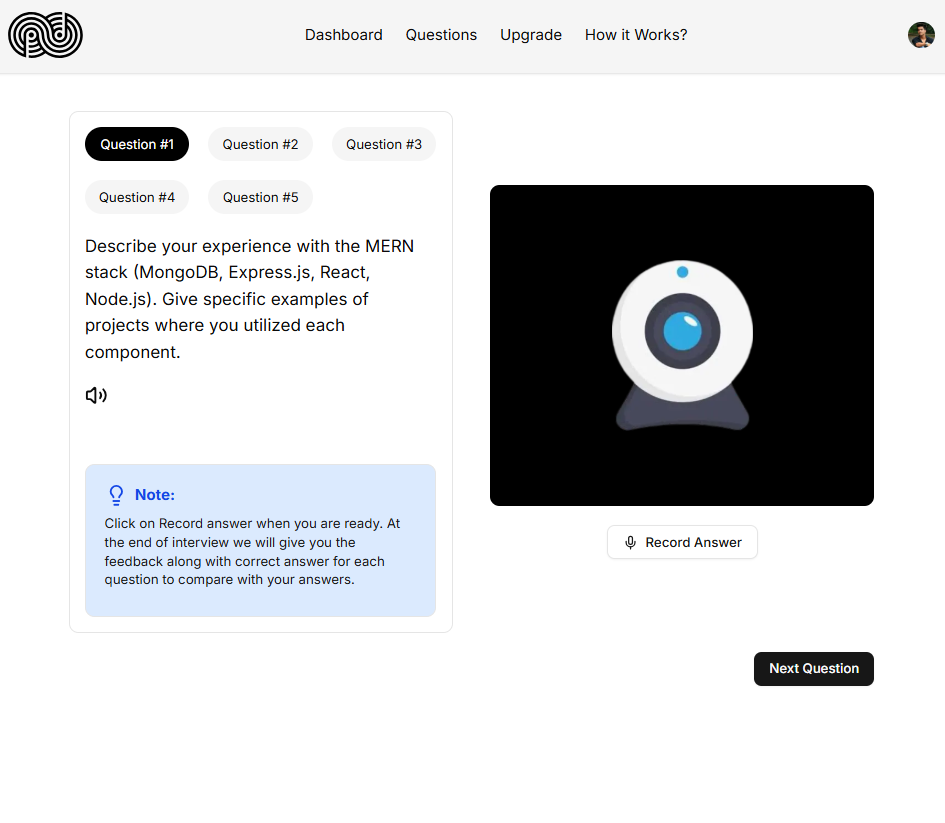 Dashboard Questions Upgrade How it Works?
Question #1 Question #2 Question #3
Question #4 Question #5
Describe your experience with the MERN
stack (MongoDB, Express.js, React,
Node.js). Give specific examples of
projects where you utilized each
component.
Note:
Click on Record answer when you are ready. At
the end of interview we will give you the
feedback along with correct answer for each
question to compare with your answers.
Record Answer
Next Question